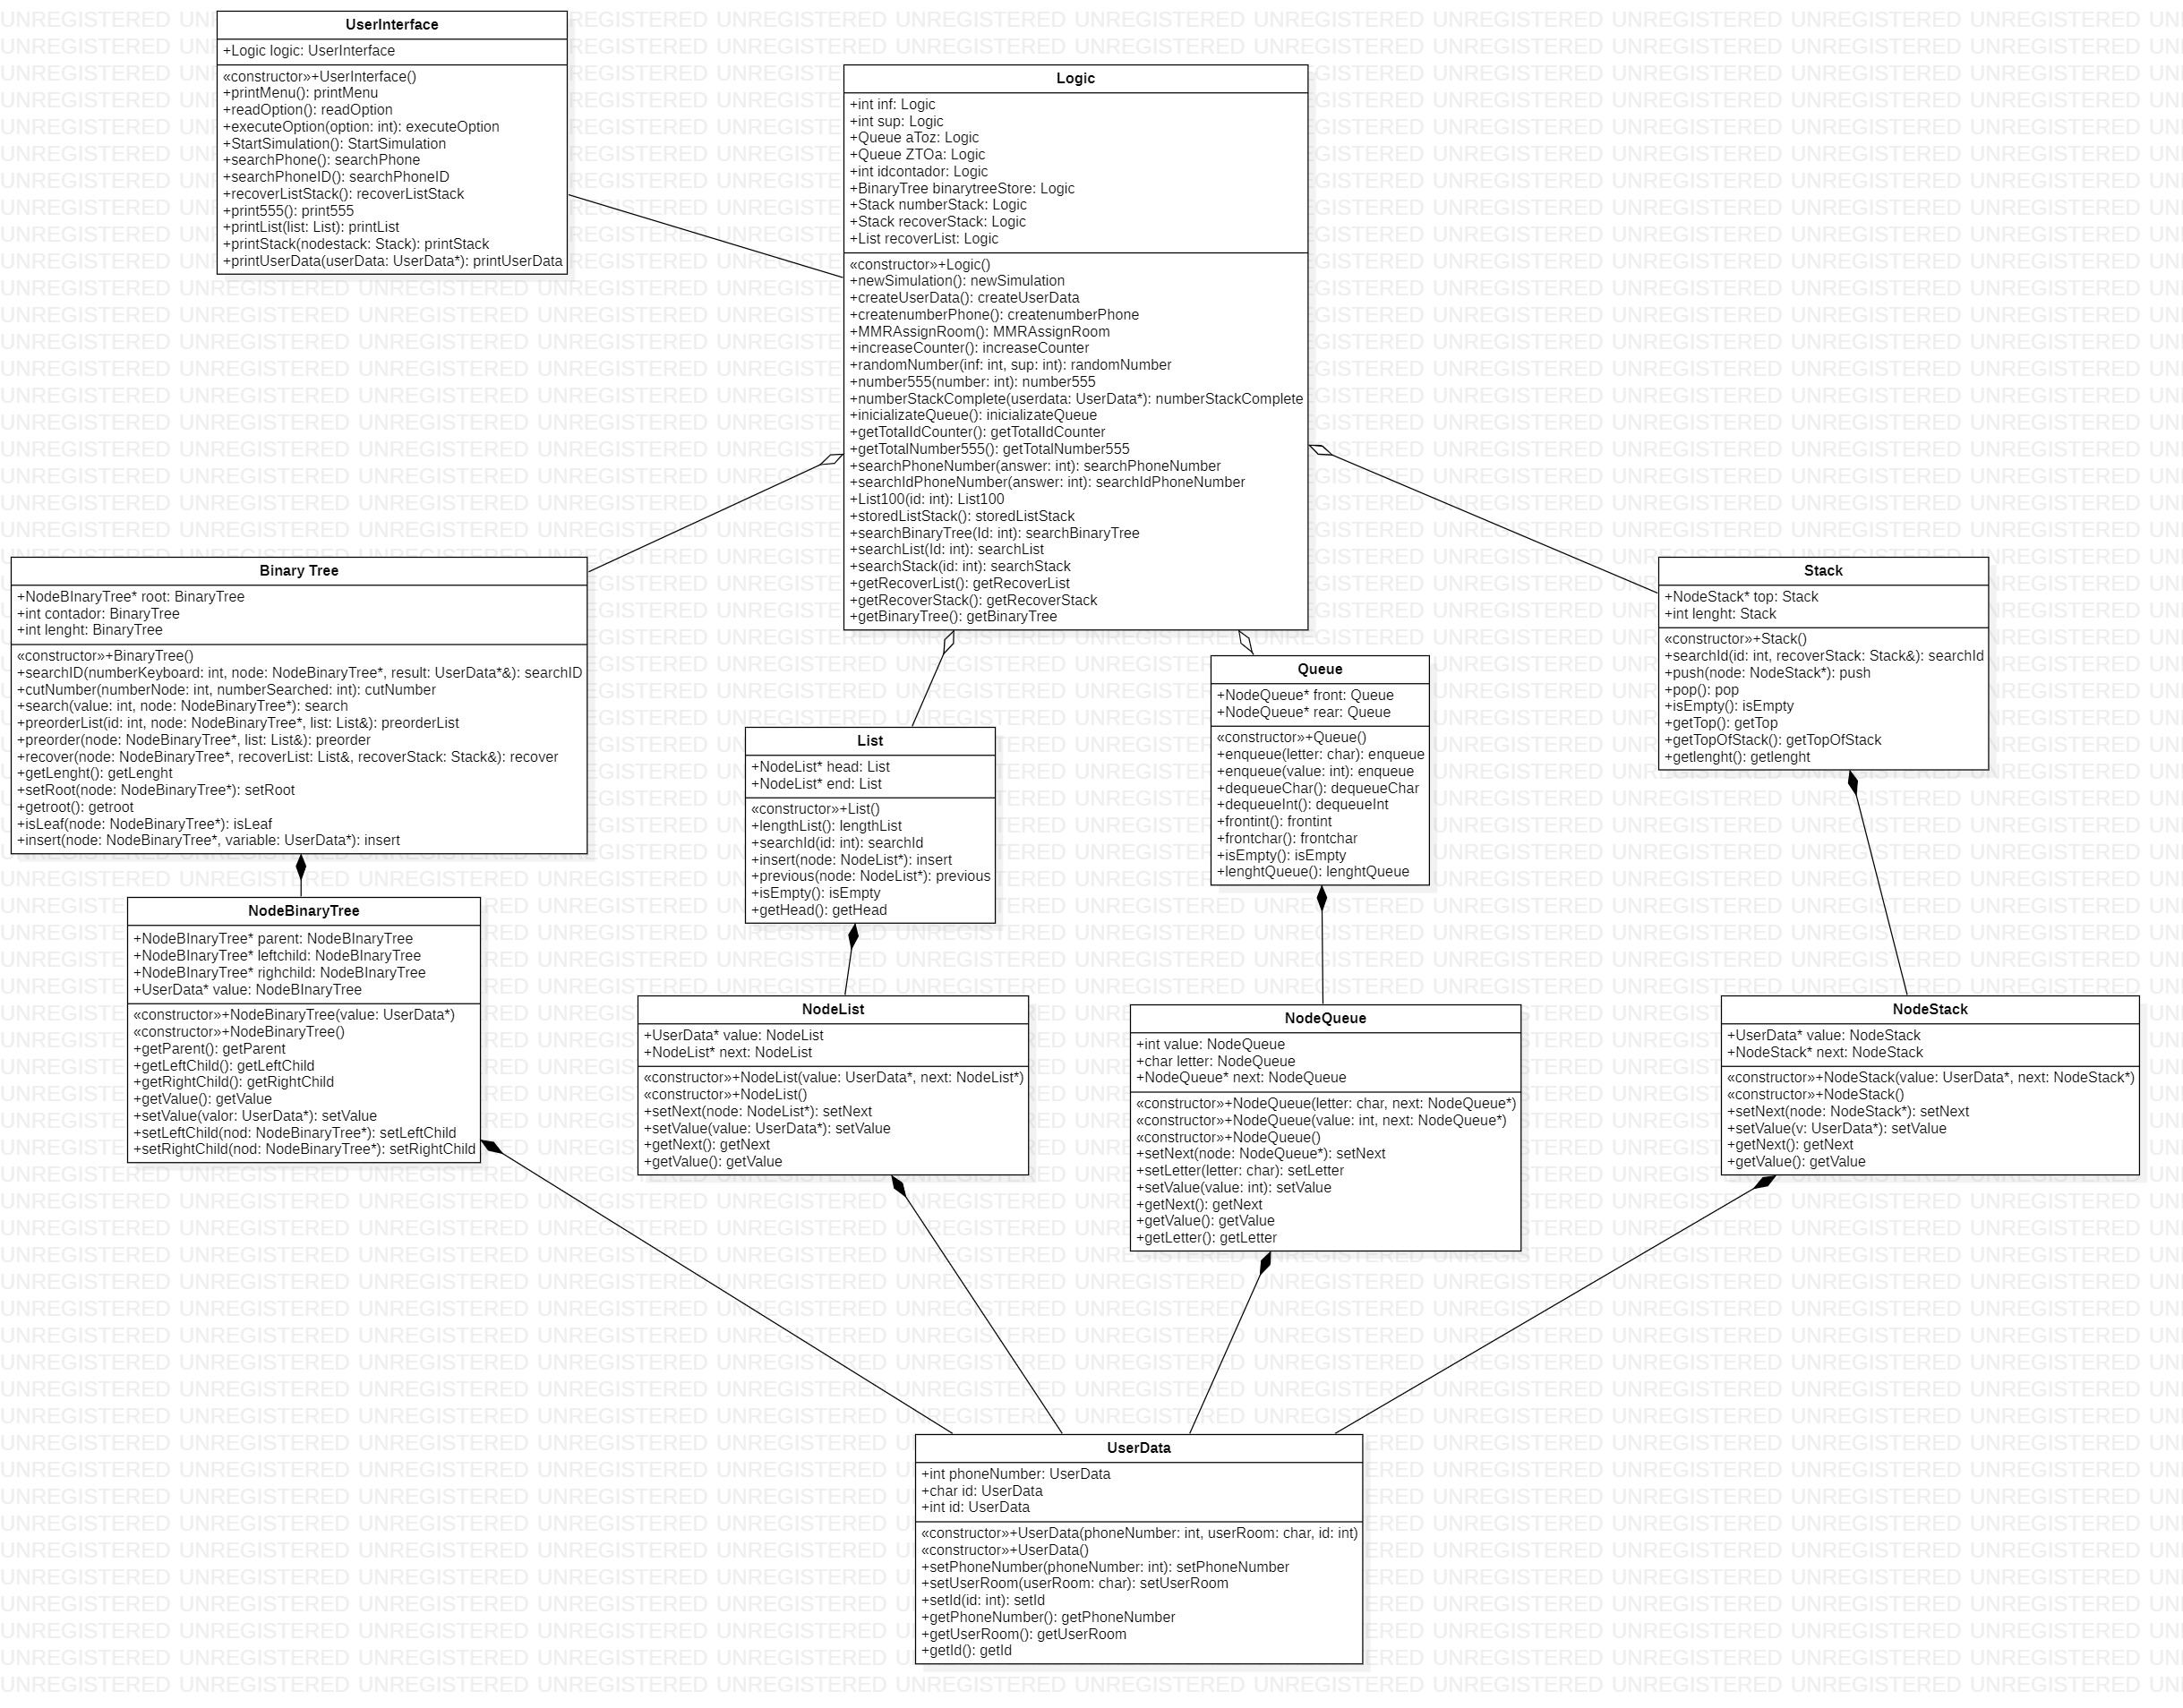 UserInterface
+Logic logic: UserInterface
«constructor»+UserInterface()
+printMenu(): printMenu
+readOption(): readOption
+executeOption(option: int): executeOption
+StartSimulation(): StartSimulation
+searchPhone(): searchPhone
+searchPhoneID(): searchPhoneID
+recoverListStack(): recoverListStack
+print555(): print555
+printList(list: List): printList
+printStack(nodestack: Stack): printStack
+printUserData(userData: UserData*): printUserData
Logic
+int inf: Logic
+int sup: Logic
+Queue aToz: Logic
+Queue ZTOa: Logic
+int idcontador: Logic
+BinaryTree binarytreeStore: Logic
+Stack numberStack: Logic
+Stack recoverStack: Logic
+List recoverList: Logic
«constructor»+Logic()
+newSimulation(): newSimulation
+createUserData(): createUserData
+createnumberPhone(): createnumberPhone
+MMRAssignRoom(): MMRAssignRoom
+increaseCounter(): increaseCounter
+randomNumber(inf: int, sup: int): randomNumber
+number555(number: int): number555
+numberStackComplete(userdata: UserData*): numberStackComplete
+inicializateQueue(): inicializateQueue
+getTotalIdCounter(): getTotalIdCounter
+getTotalNumber555(): getTotalNumber555
+searchPhoneNumber(answer: int): searchPhoneNumber
+searchIdPhoneNumber(answer: int): searchIdPhoneNumber
+List100(id: int): List100
+storedListStack(): storedListStack
+searchBinaryTree(Id: int): searchBinaryTree
+searchList(Id: int): searchList
+searchStack(id: int): searchStack
+getRecoverList(): getRecoverList
+getRecoverStack(): getRecoverStack
+getBinaryTree(): getBinaryTree
Binary Tree
+NodeBInaryTree* root: BinaryTree
+int contador: BinaryTree
+int lenght: BinaryTree
«constructor»+BinaryTree()
+searchID(numberKeyboard: int, node: NodeBinaryTree*, result: UserData*&): searchID
+cutNumber(numberNode: int, numberSearched: int): cutNumber
+search(value: int, node: NodeBinaryTree*): search
+preorderList(id: int, node: NodeBinaryTree*, list: List&): preorderList
+preorder(node: NodeBinaryTree*, list: List&): preorder
+recover(node: NodeBinaryTree*, recoverList: List&, recoverStack: Stack&): recover
+getLenght(): getLenght
+setRoot(node: NodeBinaryTree*): setRoot
+getroot(): getroot
+isLeaf(node: NodeBinaryTree*): isLeaf
+insert(node: NodeBinaryTree*, variable: UserData*): insert
Stack
+NodeStack* top: Stack
+int lenght: Stack
«constructor»+Stack()
+searchId(id: int, recoverStack: Stack&): searchId
+push(node: NodeStack*): push
+pop(): pop
+isEmpty(): isEmpty
+getTop(): getTop
+getTopOfStack(): getTopOfStack
+getlenght(): getlenght
Queue
+NodeQueue* front: Queue
+NodeQueue* rear: Queue
«constructor»+Queue()
+enqueue(letter: char): enqueue
+enqueue(value: int): enqueue
+dequeueChar(): dequeueChar
+dequeueInt(): dequeueInt
+frontint(): frontint
+frontchar(): frontchar
+isEmpty(): isEmpty
+lenghtQueue(): lenghtQueue
List
+NodeList* head: List
+NodeList* end: List
«constructor»+List()
+lengthList(): lengthList
+searchId(id: int): searchId
+insert(node: NodeList*): insert
+previous(node: NodeList*): previous
+isEmpty(): isEmpty
+getHead(): getHead
NodeBinaryTree
+NodeBInaryTree* parent: NodeBInaryTree
+NodeBInaryTree* leftchild: NodeBInaryTree
+NodeBInaryTree* righchild: NodeBInaryTree
+UserData* value: NodeBInaryTree
«constructor»+NodeBinaryTree(value: UserData*)
«constructor»+NodeBinaryTree()
+getParent(): getParent
+getLeftChild(): getLeftChild
+getRightChild(): getRightChild
+getValue(): getValue
+setValue(valor: UserData*): setValue
+setLeftChild(nod: NodeBinaryTree*): setLeftChild
+setRightChild(nod: NodeBinaryTree*): setRightChild
NodeList
+UserData* value: NodeList
+NodeList* next: NodeList
«constructor»+NodeList(value: UserData*, next: NodeList*)
«constructor»+NodeList()
+setNext(node: NodeList*): setNext
+setValue(value: UserData*): setValue
+getNext(): getNext
+getValue(): getValue
NodeQueue
+int value: NodeQueue
+char letter: NodeQueue
+NodeQueue* next: NodeQueue
«constructor»+NodeQueue(letter: char, next: NodeQueue*)
«constructor»+NodeQueue(value: int, next: NodeQueue*)
«constructor»+NodeQueue()
+setNext(node: NodeQueue*): setNext
+setLetter(letter: char): setLetter
+setValue(value: int): setValue
+getNext(): getNext
+getValue(): getValue
+getLetter(): getLetter
NodeStack
+UserData* value: NodeStack
+NodeStack* next: NodeStack
«constructor»+NodeStack(value: UserData*, next: NodeStack*)
«constructor»+NodeStack()
+setNext(node: NodeStack*): setNext
+setValue(v: UserData*): setValue
+getNext(): getNext
+getValue(): getValue
UserData
+int phoneNumber: UserData
+char id: UserData
+int id: UserData
«constructor»+UserData(phoneNumber: int, userRoom: char, id: int)
«constructor»+UserData()
+setPhoneNumber(phoneNumber: int): setPhoneNumber
+setUserRoom(userRoom: char): setUserRoom
+setId(id: int): setId
+getPhoneNumber(): getPhoneNumber
+getUserRoom(): getUserRoom
+getId(): getId
UNREGISTERED